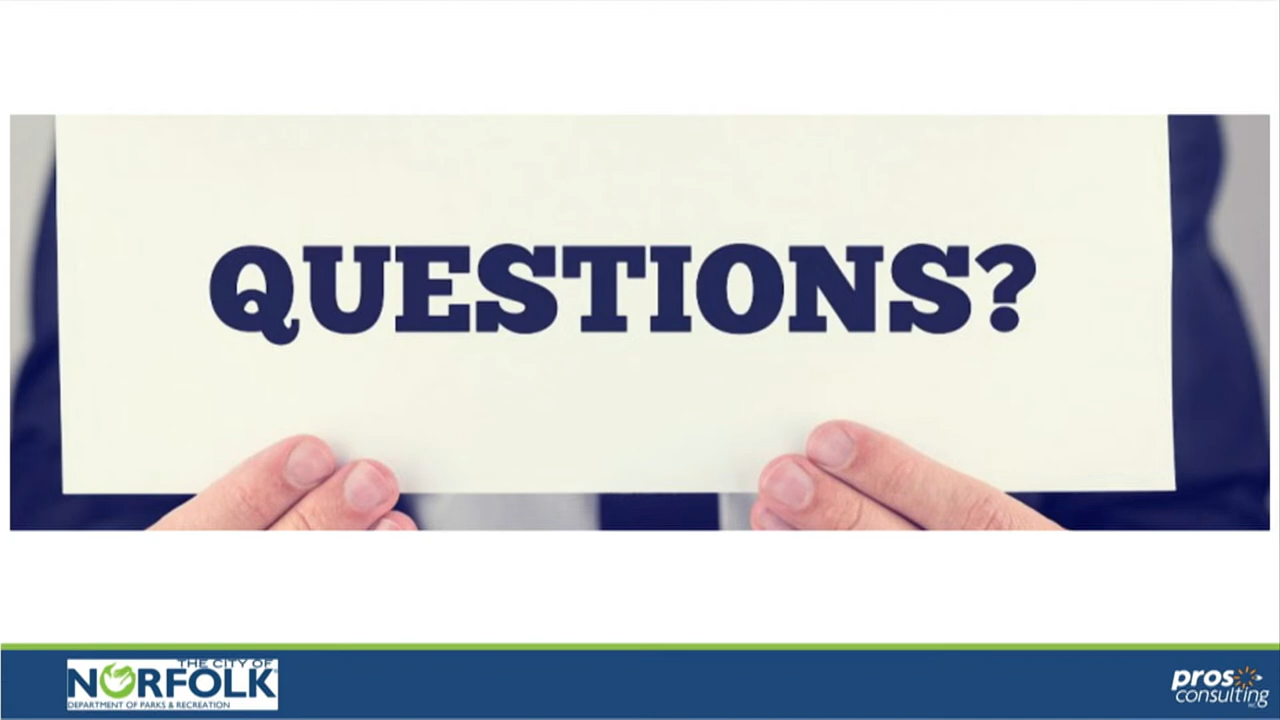 QUESTIONS?
THE CITY OF
NORFOLK
DEPARTMENT OF PARKS & RECREATION
pros
consulting